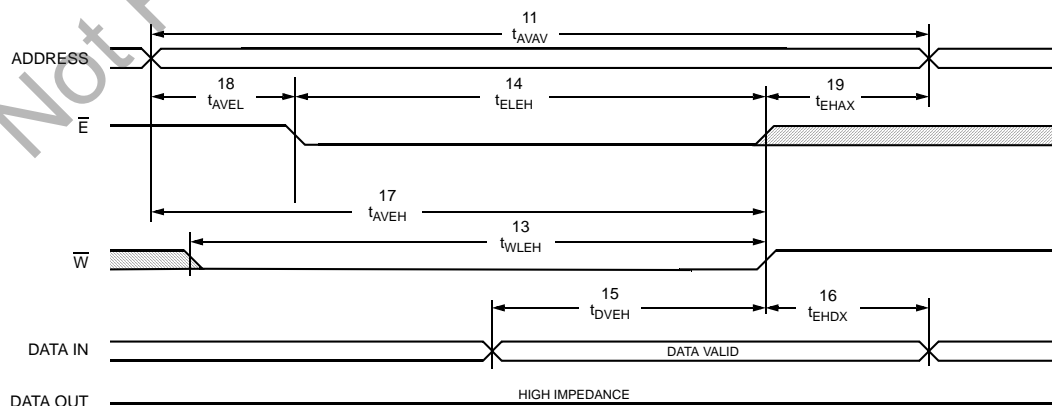 Not
11
tAVAV
ADDRESS
18
tAVEL
14
tELEH
19
tEHAX
E
17
tAVEH
13
tWLEH
W
15
tDVEH
16
tEHDX
DATA IN
DATA VALID
DATA OUT
HIGH IMPEDANCE